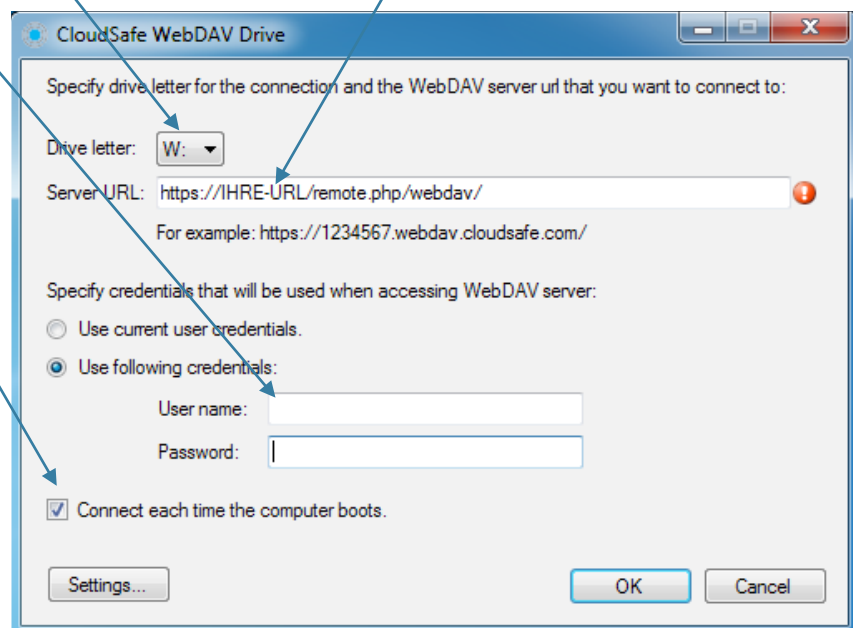 CloudSafe WebDAV Drive
Specify drive letter for the connection and the WebDAV server url that you want to connect to:
Drive letter: W:
Server URL: https://IHRE-URL/remote.php/webdav/
For example: https://1234567.webdav.cloudsafe.com/
Specify credentials that will be used when accessing WebDAV server:
Use current user credentials.
Use following credentials:
User name:
Password:
Connect each time the computer boots.
Settings... OK Cancel